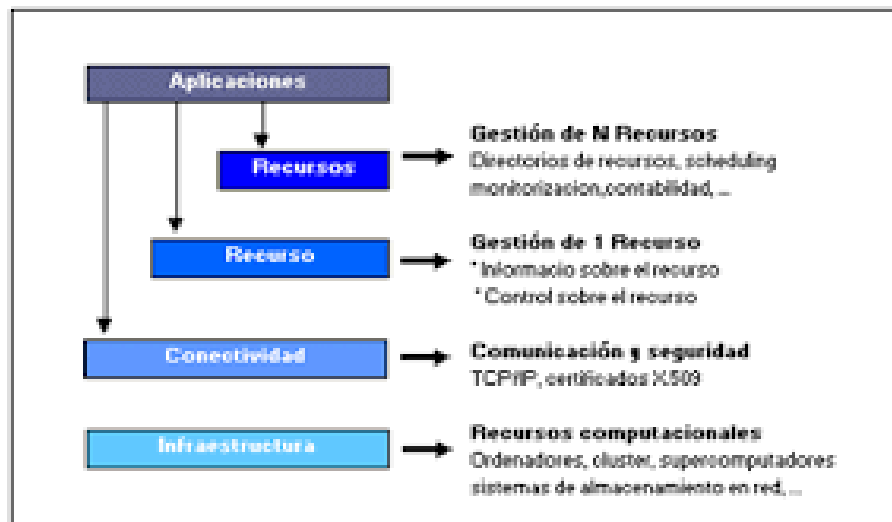 Aplicaciones
Recursos
Gestión de N Recursos
Directorios de recursos, scheduling
monitorizacion,contabilidad, ...
Recurso
Gestión de 1 Recurso
* Informacio sobre el recurso
* Control sobre el recurso
Conectividad
Comunicación y seguridad
TCP/IP, certificados X.509
Infraestructura
Recursos computacionales
Ordenadores, cluster, supercomputadores
sistemas de almacenamiento en red, ...